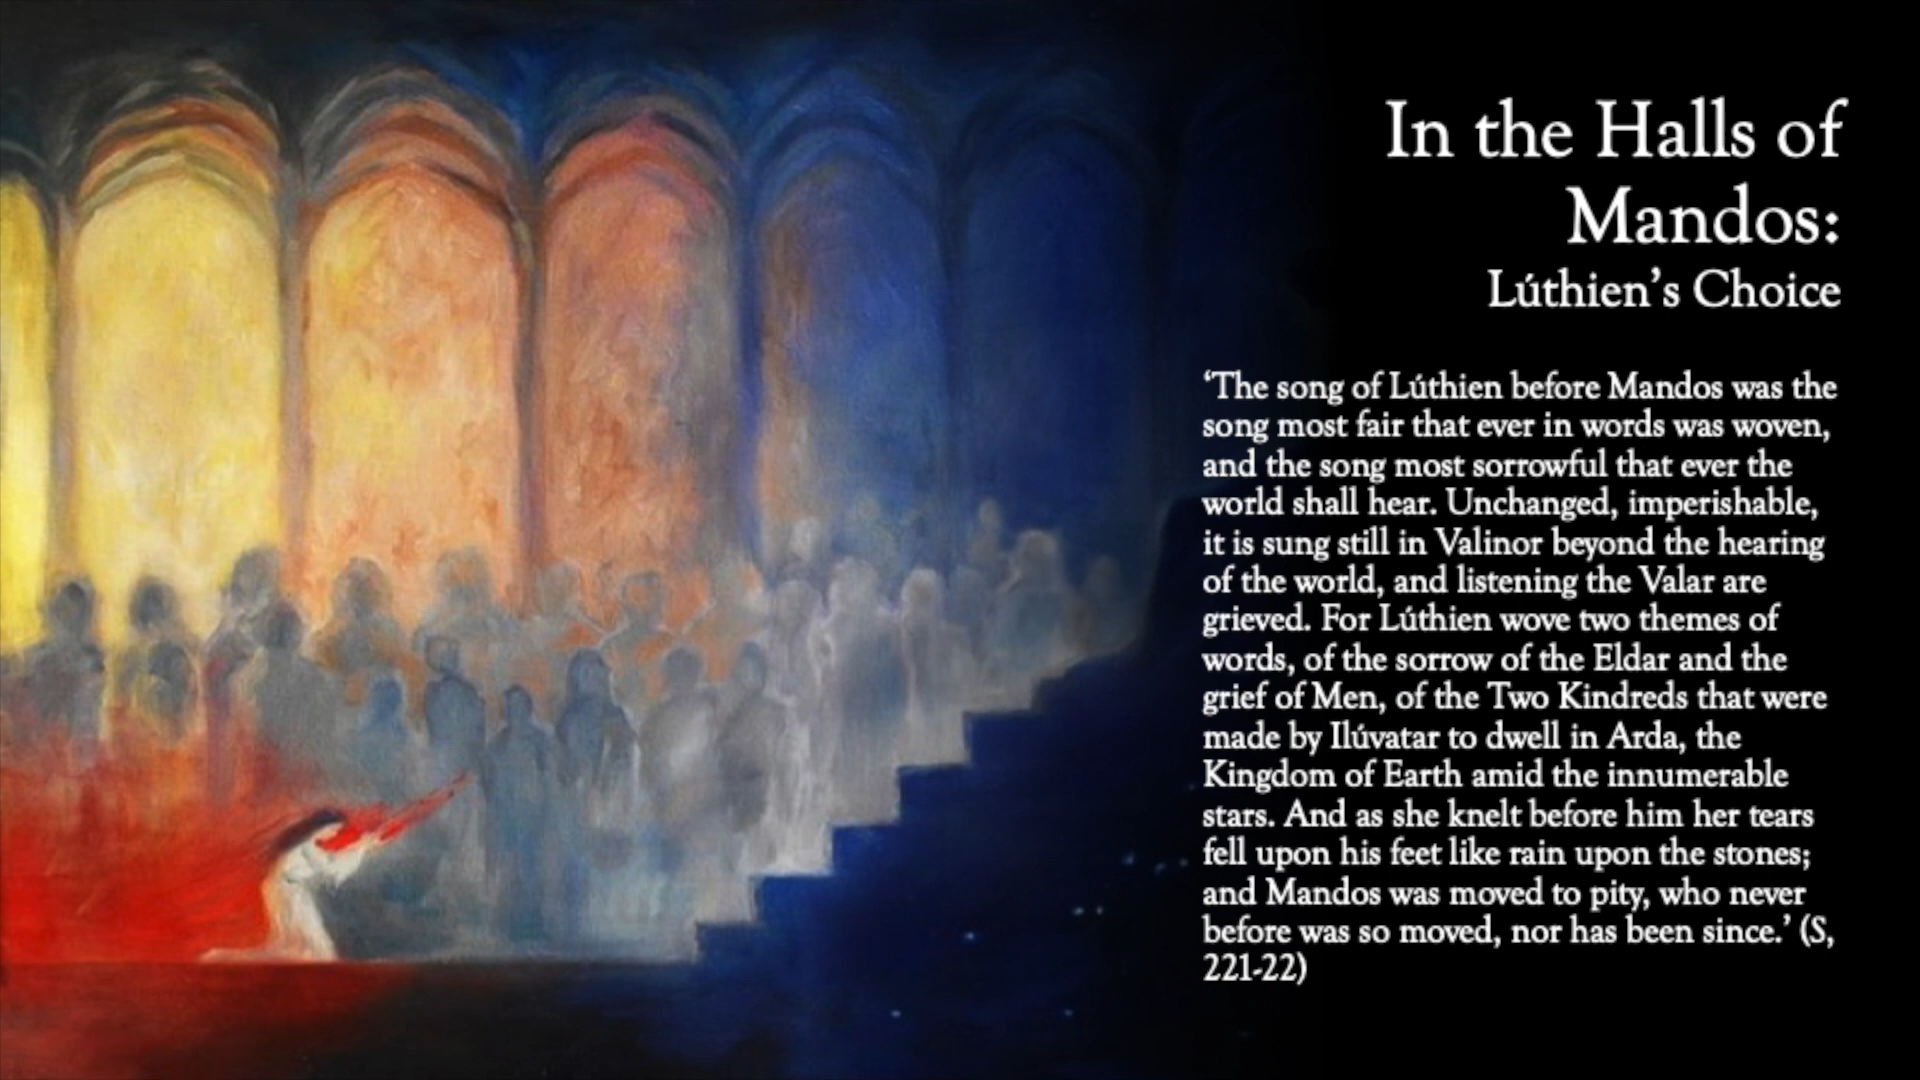 In the Halls of
Mandos:
Lúthien’s Choice
‘The song of Lúthien before Mandos was the
song most fair that ever in words was woven,
and the song most sorrowful that ever the
world shall hear. Unchanged, imperishable,
it is sung still in Valinor beyond the hearing
of the world, and listening the Valar are
grieved. For Lúthien wove two themes of
words, of the sorrow of the Eldar and the
grief of Men, of the Two Kindreds that were
made by Ilúvatar to dwell in Arda, the
Kingdom of Earth amid the innumerable
stars. And as she knelt before him her tears
fell upon his feet like rain upon the stones;
and Mandos was moved to pity, who never
before was so moved, nor has been since.’ (S,
221-22)